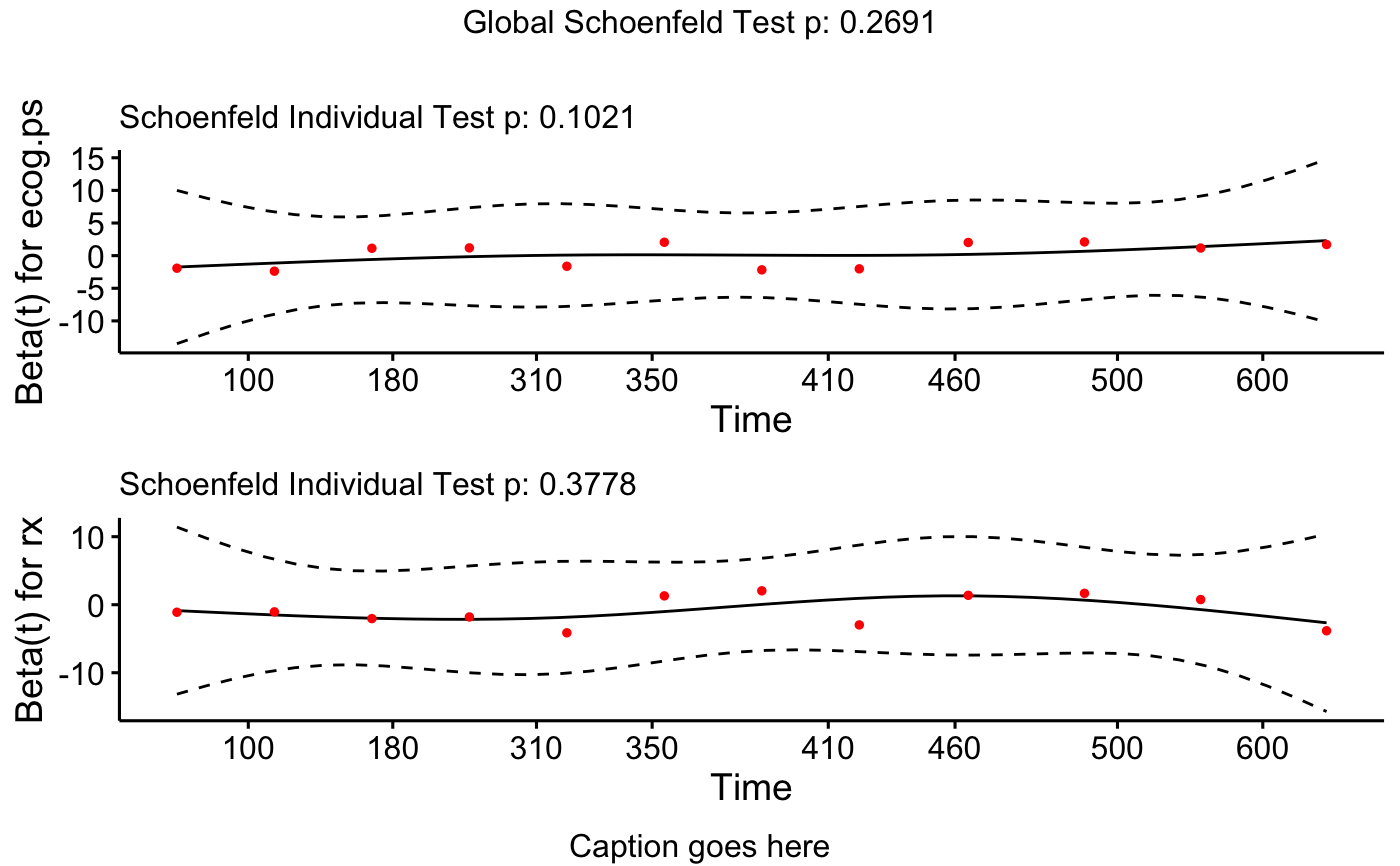 Global Schoenfeld Test p: 0.2691
Schoenfeld Individual Test p: 0.1021
Beta(t) for ecog.ps
15
10
5
0
-5
-10
100 180 310 350 410 460 500 600
Time
Schoenfeld Individual Test p: 0.3778
Beta(t) for rx
10
0
-10
100 180 310 350 410 460 500 600
Time
Caption goes here